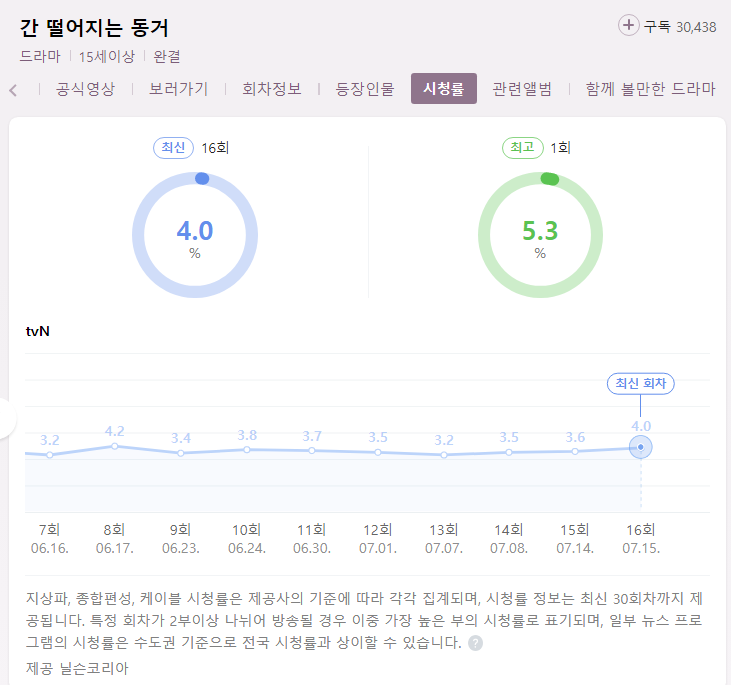 간 떨어지는 동거
구독 30,438
드라마 15세이상 완결
공식영상 보러가기 회차정보 등장인물 시청률 관련앨범 함께 볼만한 드라마
최신 16회
최고 1회
4.0
%
5.3
%
tvN
최신 회차
3.2 4.2 3.4 3.8 3.7 3.5 3.2 3.5 3.6 4.0
7회 8회 9회 10회 11회 12회 13회 14회 15회 16회
06.16. 06.17. 06.23. 06.24. 06.30. 07.01. 07.07. 07.08. 07.14. 07.15.
지상파, 종합편성, 케이블 시청률은 제공사의 기준에 따라 각각 집계되며, 시청률 정보는 최신 30회차까지 제
공됩니다. 특정 회차가 2부이상 나뉘어 방송될 경우 이중 가장 높은 부의 시청률로 표기되며, 일부 뉴스 프로
그램의 시청률은 수도권 기준으로 전국 시청률과 상이할 수 있습니다. ?
제공 닐슨코리아